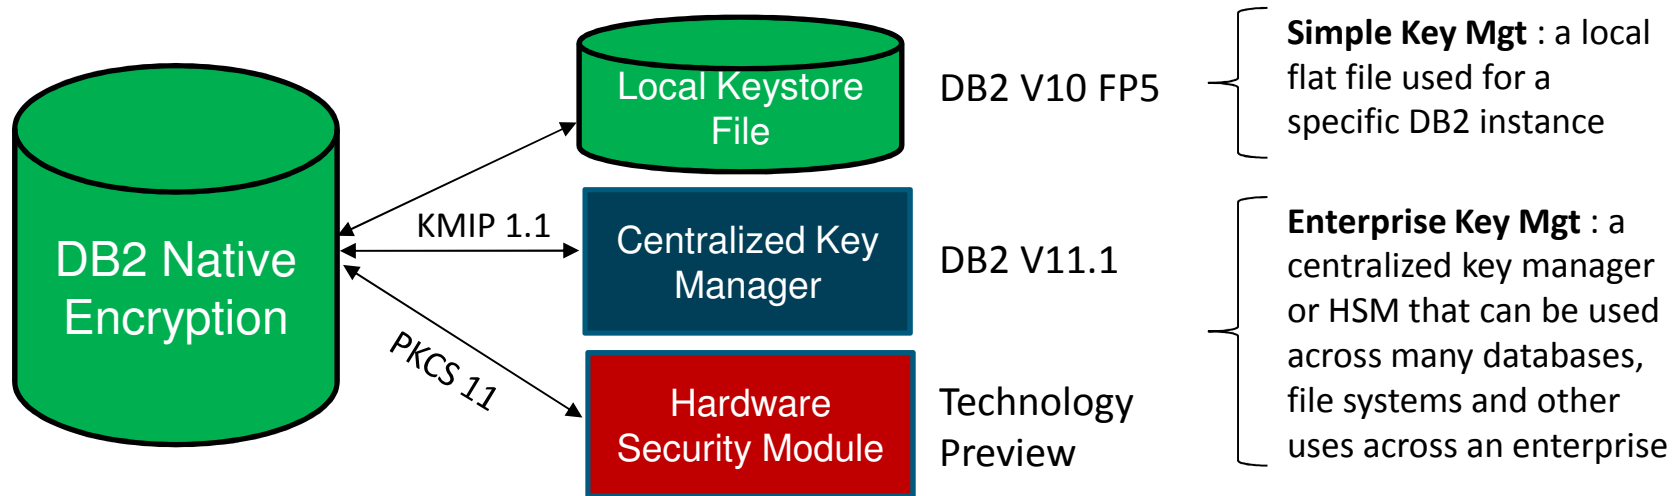 DB2 Native
Encryption
KMIP 1.1
PKCS 11
Local Keystore
File
DB2 V10 FP5
Simple Key Mgt : a local
flat file used for a
specific DB2 instance
Centralized Key
Manager
DB2 V11.1
Hardware
Security Module
Technology
Preview
Enterprise Key Mgt : a
centralized key manager
or HSM that can be used
across many databases,
file systems and other
uses across an enterprise